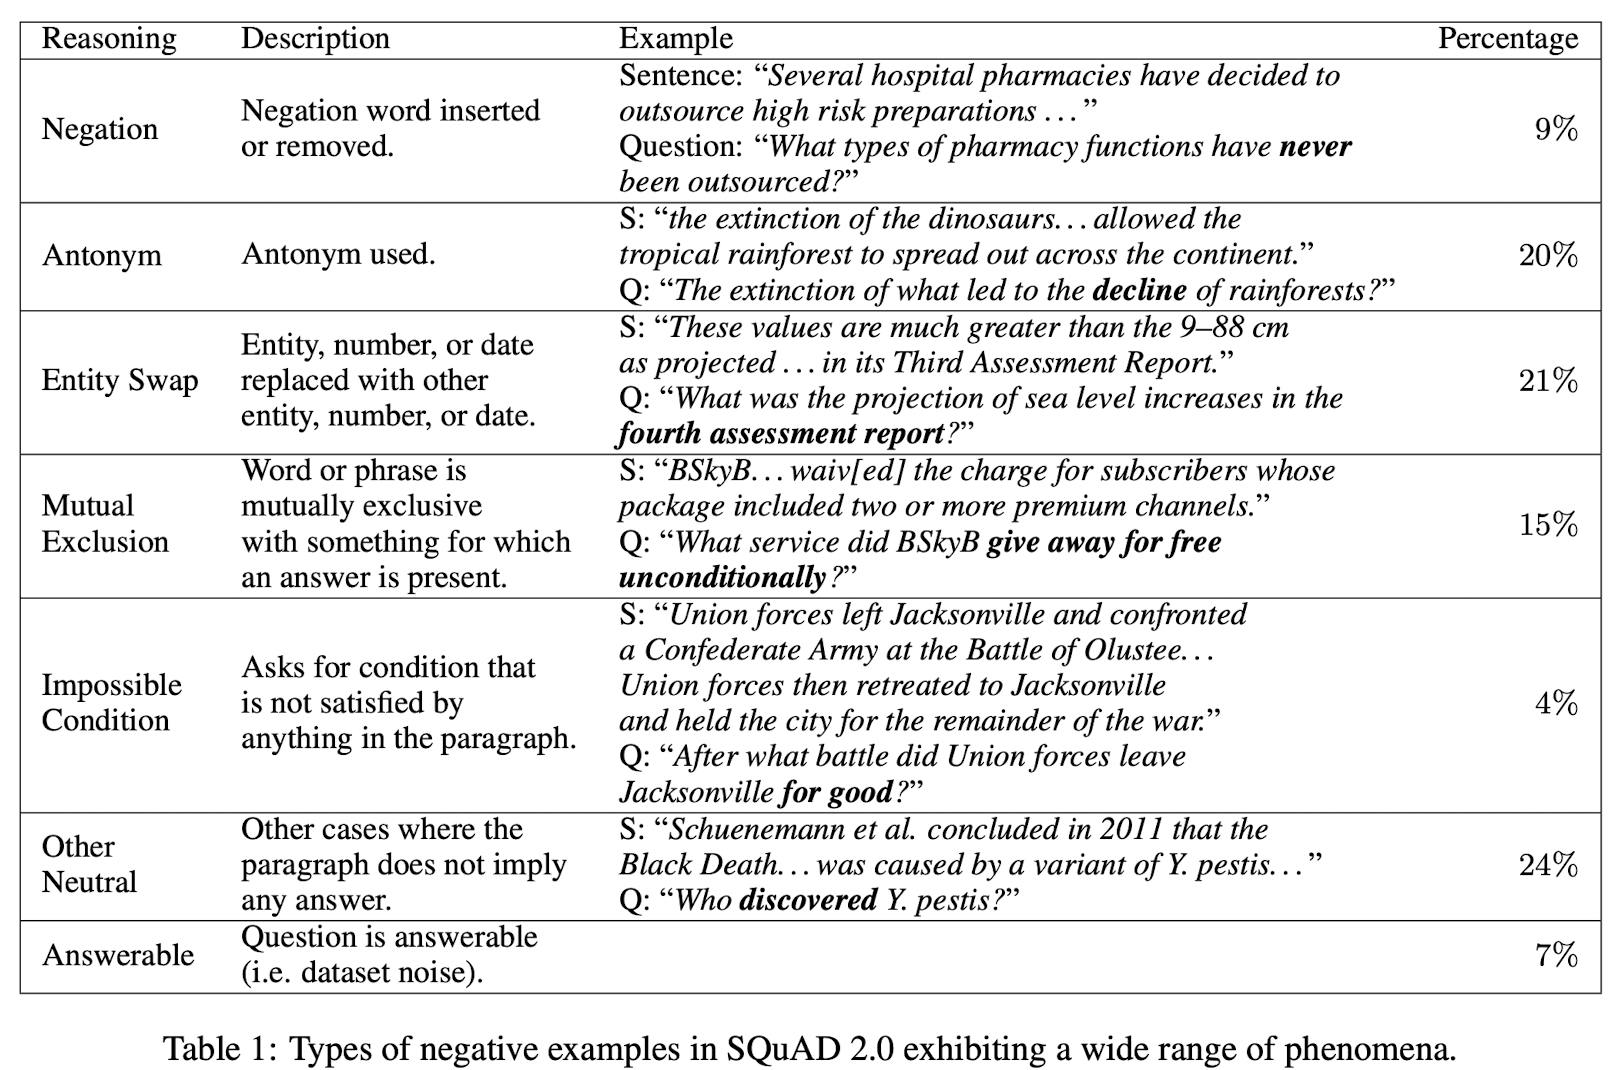 Reasoning Description Example Percentage
Negation
Negation word inserted
or removed.
Sentence: “Several hospital pharmacies have decided to
outsource high risk preparations . . .”
Question: “What types of pharmacy functions have never
been outsourced?”
9%
Antonym
Antonym used.
S: “the extinction of the dinosaurs. . . allowed the
tropical rainforest to spread out across the continent.”
Q: “The extinction of what led to the decline of rainforests?”
20%
Entity Swap
Entity, number, or date
replaced with other
entity, number, or date.
S: “These values are much greater than the 9–88 cm
as projected . . . in its Third Assessment Report.”
Q: “What was the projection of sea level increases in the
fourth assessment report?”
21%
Mutual
Exclusion
Word or phrase is
mutually exclusive
with something for which
an answer is present.
S: “BSkyB. . . waiv[ed] the charge for subscribers whose
package included two or more premium channels.”
Q: “What service did BSkyB give away for free
unconditionally?”
15%
Impossible
Condition
Asks for condition that
is not satisfied by
anything in the paragraph.
S: “Union forces left Jacksonville and confronted
a Confederate Army at the Battle of Olustee. . .
Union forces then retreated to Jacksonville
and held the city for the remainder of the war.”
Q: “After what battle did Union forces leave
Jacksonville for good?”
4%
Other
Neutral
Other cases where the
paragraph does not imply
any answer.
S: “Schuenemann et al. concluded in 2011 that the
Black Death. . . was caused by a variant of Y. pestis. . .”
Q: “Who discovered Y. pestis?”
24%
Answerable
Question is answerable
(i.e. dataset noise).
7%
Table 1: Types of negative examples in SQuAD 2.0 exhibiting a wide range of phenomena.